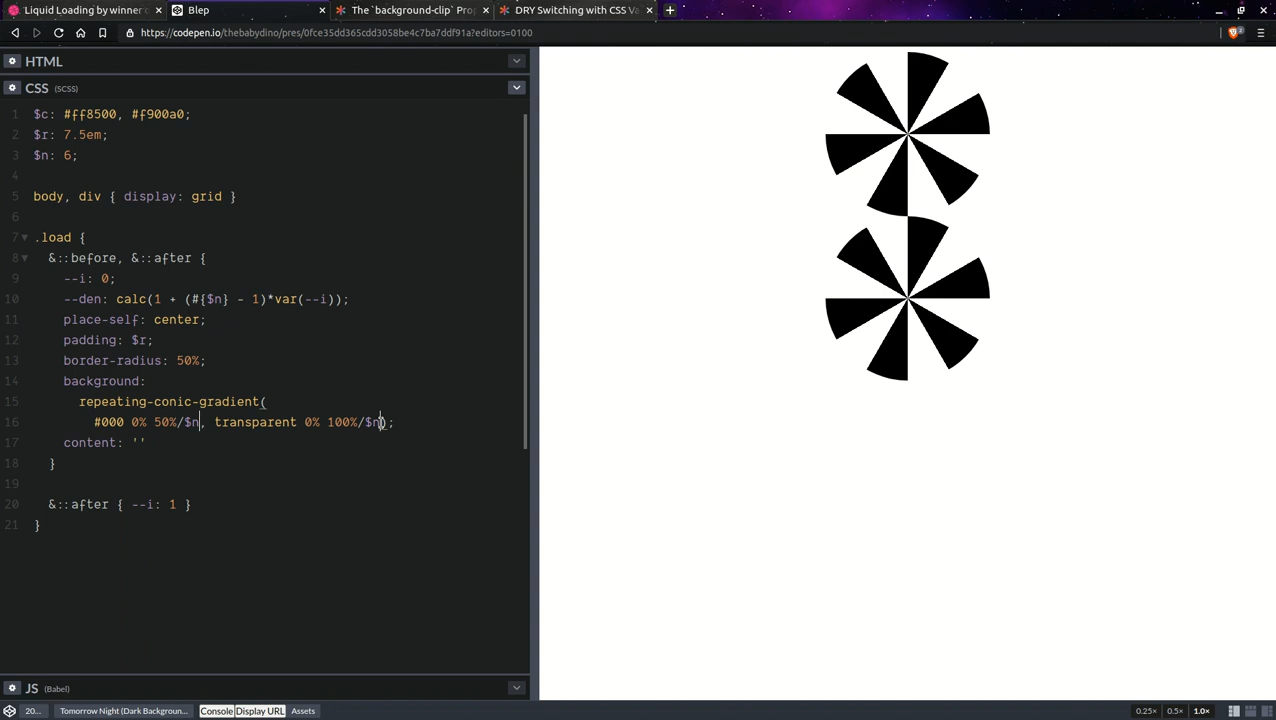 Liquid Loading by winner o
Blep
The `background-clip` Pro
DRY Switching with CSS Va
https://codepen.io/thebabydino/pres/0fce35dd365cdd3058be4c7ba7ddf91a?editors=0100
2
HTML
CSS (SCSS)
1 $c: #ff8500, #f900a0;
2 $r: 7.5em;
3 $n: 6;
4
5 body, div { display: grid }
6
7 .load {
8 &::before, &::after {
9 --i: 0;
10 --den: calc(1 + (#{$n} - 1)*var(--i));
11 place-self: center;
12 padding: $r;
13 border-radius: 50%;
14 background:
15 repeating-conic-gradient(
16 #000 0% 50%/$n, transparent 0% 100%/$n);
17 content: ''
18 }
19
20 &::after { --i: 1 }
21 }
JS (Babel)
20... Tomorrow Night (Dark Backgroun... Console Display URL Assets 0.25× 0.5× 1.0×